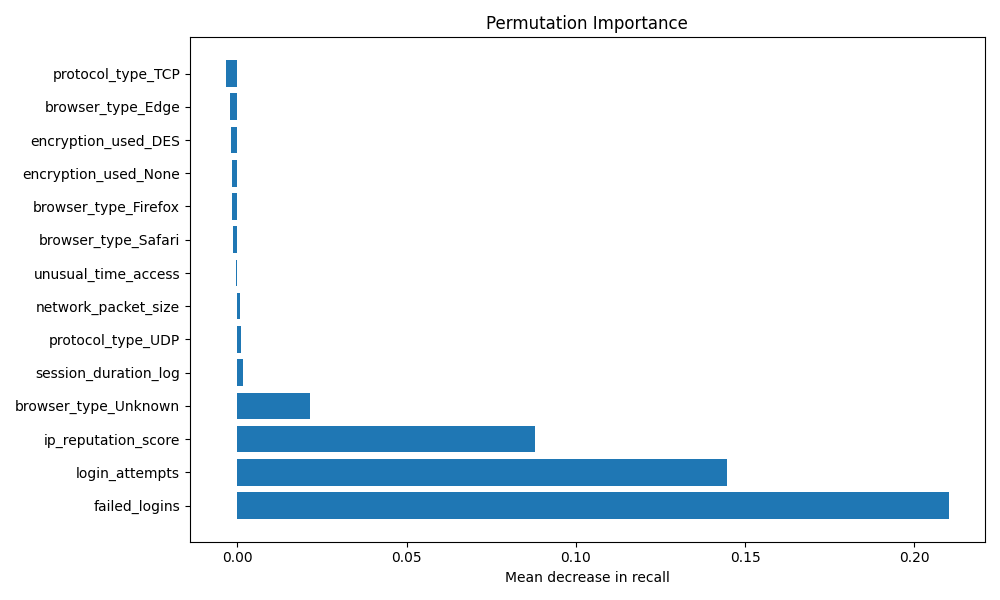 Permutation Importance
protocol_type_TCP
browser_type_Edge
encryption_used_DES
encryption_used_None
browser_type_Firefox
browser_type_Safari
unusual_time_access
network_packet_size
protocol_type_UDP
session_duration_log
browser_type_Unknown
ip_reputation_score
login_attempts
failed_logins
0.00 0.05 0.10 0.15 0.20
Mean decrease in recall